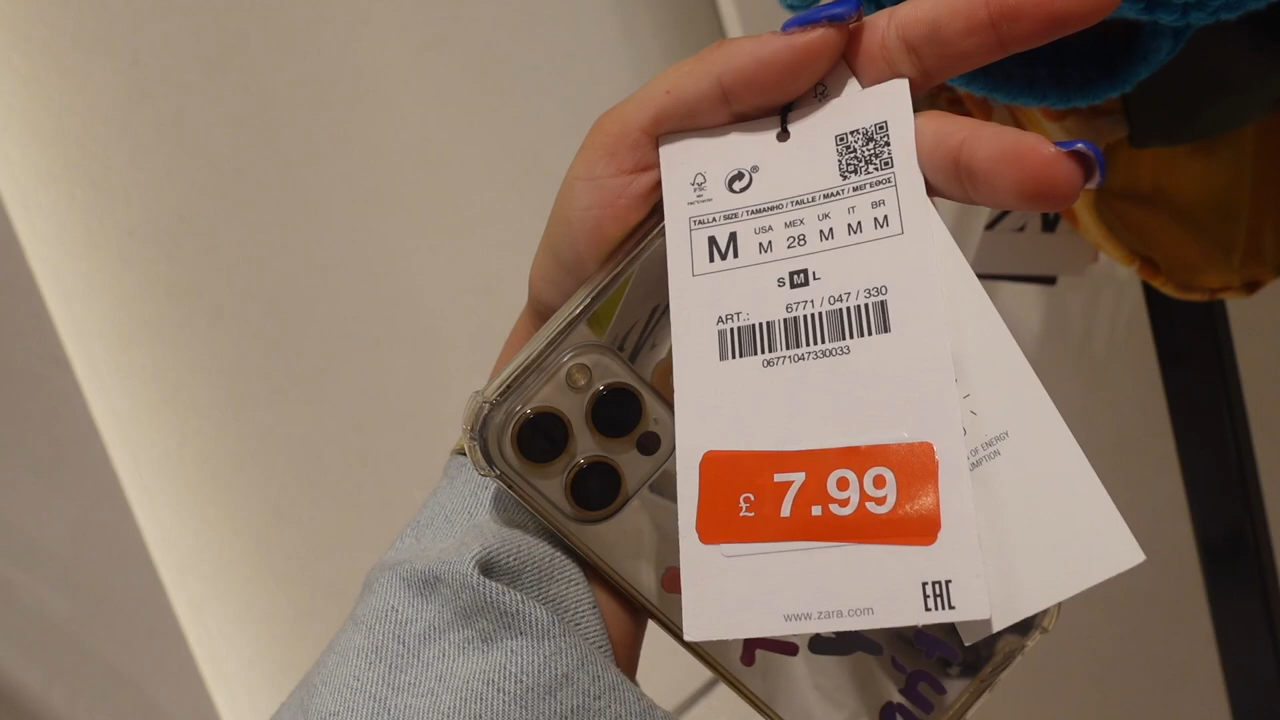 FSC
TALLA / SIZE / TAMANHO / TAILLE / MAAT / ΜΕΓΕΘΟΣ
M USA M MEX 28 UK M IT M BR M
S M L
ART.: 6771 / 047 / 330
06771047330033
£ 7.99
EAC
www.zara.com
OF ENERGY
UMPTION